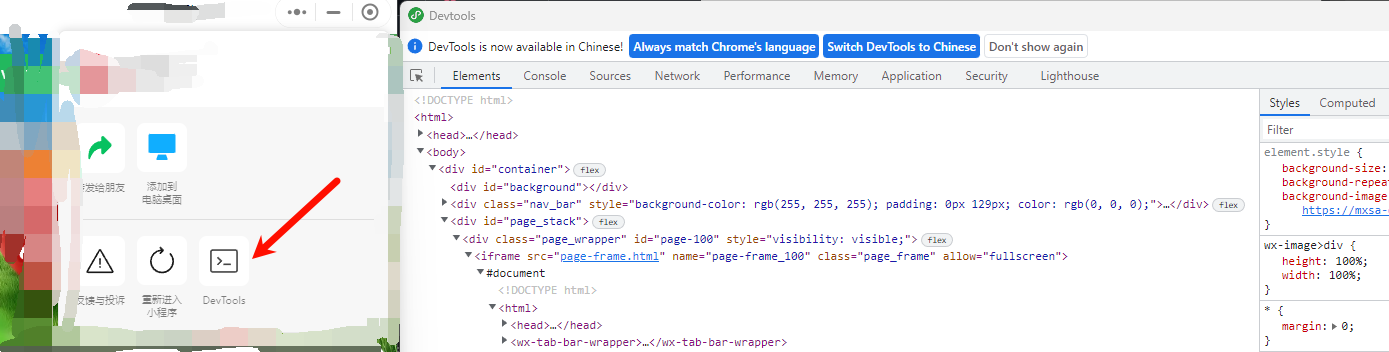 转发给朋友
添加到
电脑桌面
反馈与投诉
重新进入
小程序
DevTools
Devtools
DevTools is now available in Chinese! Always match Chrome's language Switch DevTools to Chinese Don't show again
Elements Console Sources Network Performance Memory Application Security Lighthouse
<!DOCTYPE html>
<html>
<head>…</head>
<body>
<div id="container"> flex
<div id="background"></div>
<div class="nav_bar" style="background-color: rgb(255, 255, 255); padding: 0px 129px; color: rgb(0, 0, 0);">…</div> flex
<div id="page_stack"> flex
<div class="page_wrapper" id="page-100" style="visibility: visible;"> flex
<iframe src="page-frame.html" name="page-frame_100" class="page_frame" allow="fullscreen">
#document
<!DOCTYPE html>
<html>
<head>…</head>
<wx-tab-bar-wrapper>…</wx-tab-bar-wrapper>
Styles Computed
Filter
element.style {
background-size:
background-repea
background-image
https://mxsa-
}
wx-image>div {
height: 100%;
width: 100%;
}
* {
margin: 0;
}